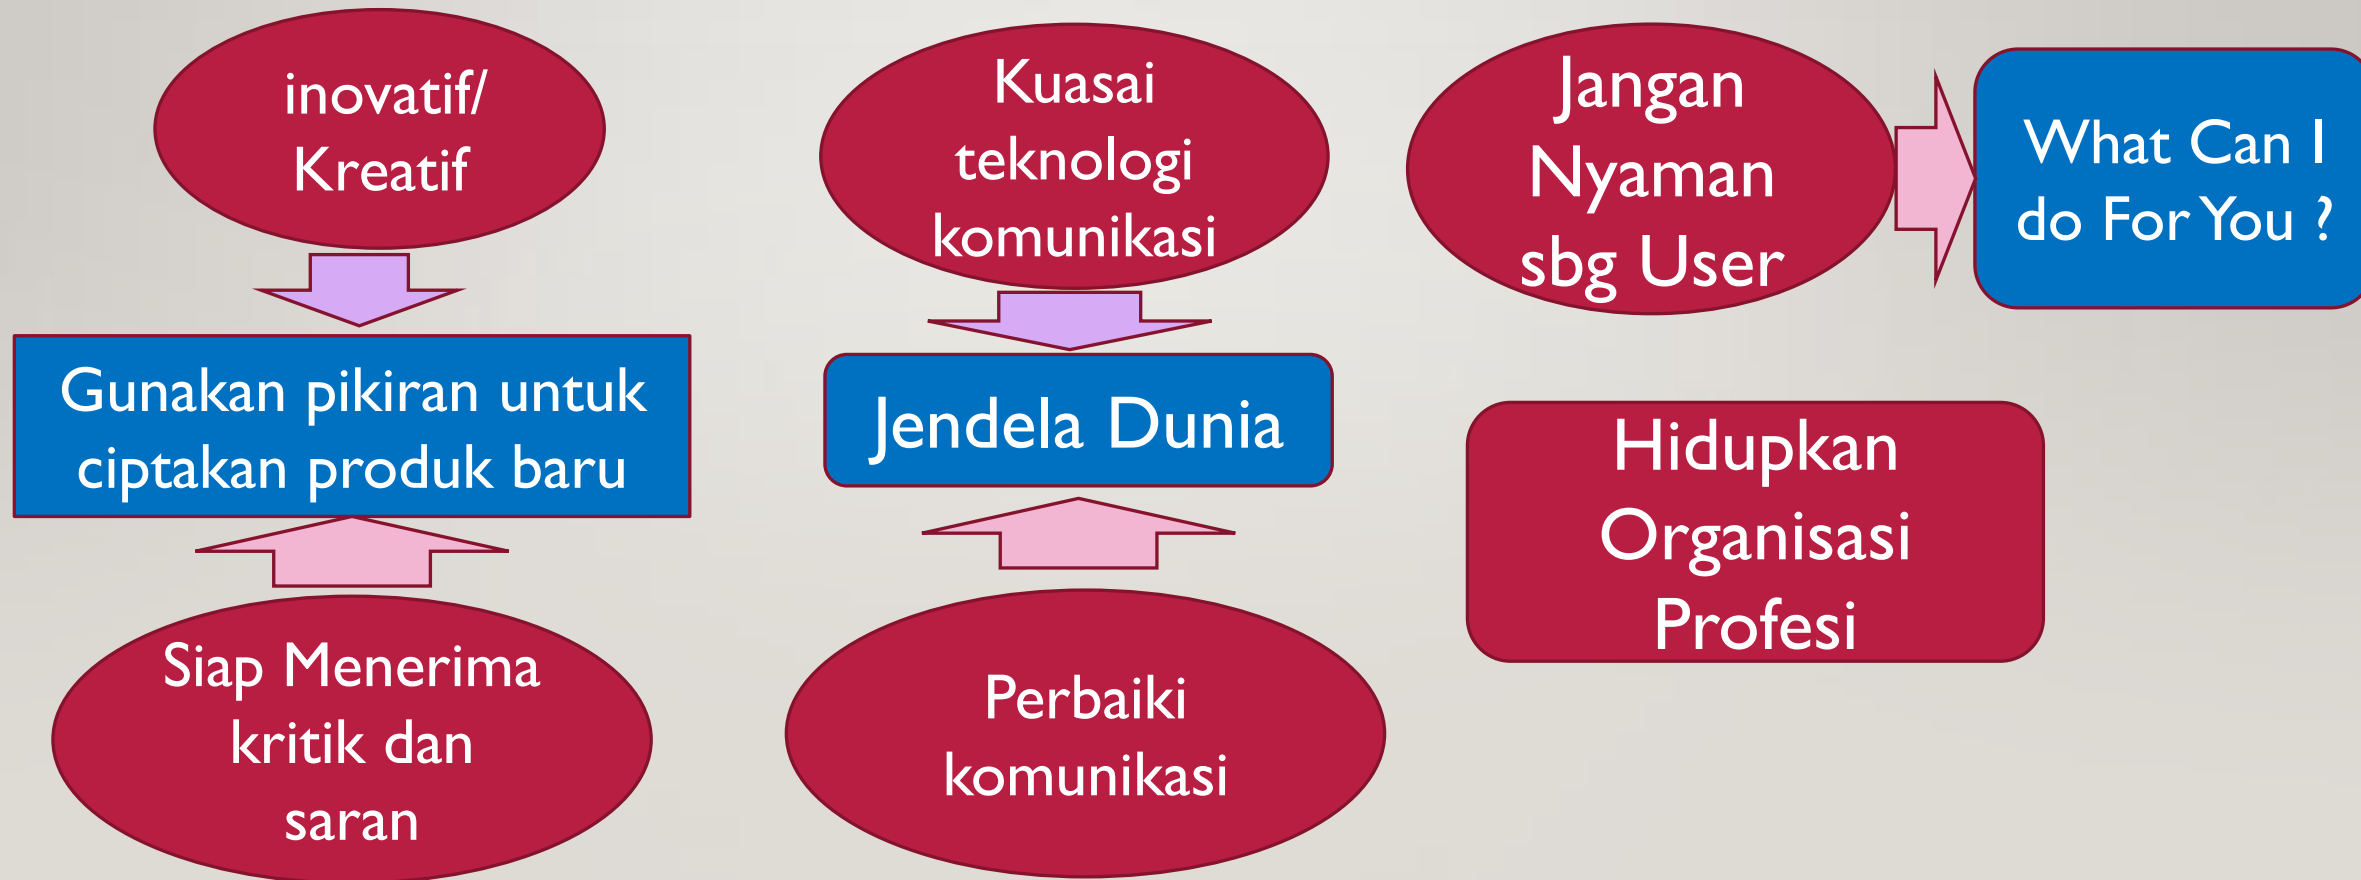 inovatif/
Kreatif
Gunakan pikiran untuk
ciptakan produk baru
Siap Menerima
kritik dan
saran
Kuasai
teknologi
komunikasi
Jendela Dunia
Perbaiki
komunikasi
Jangan
Nyaman
sbg User
What Can I
do For You ?
Hidupkan
Organisasi
Profesi